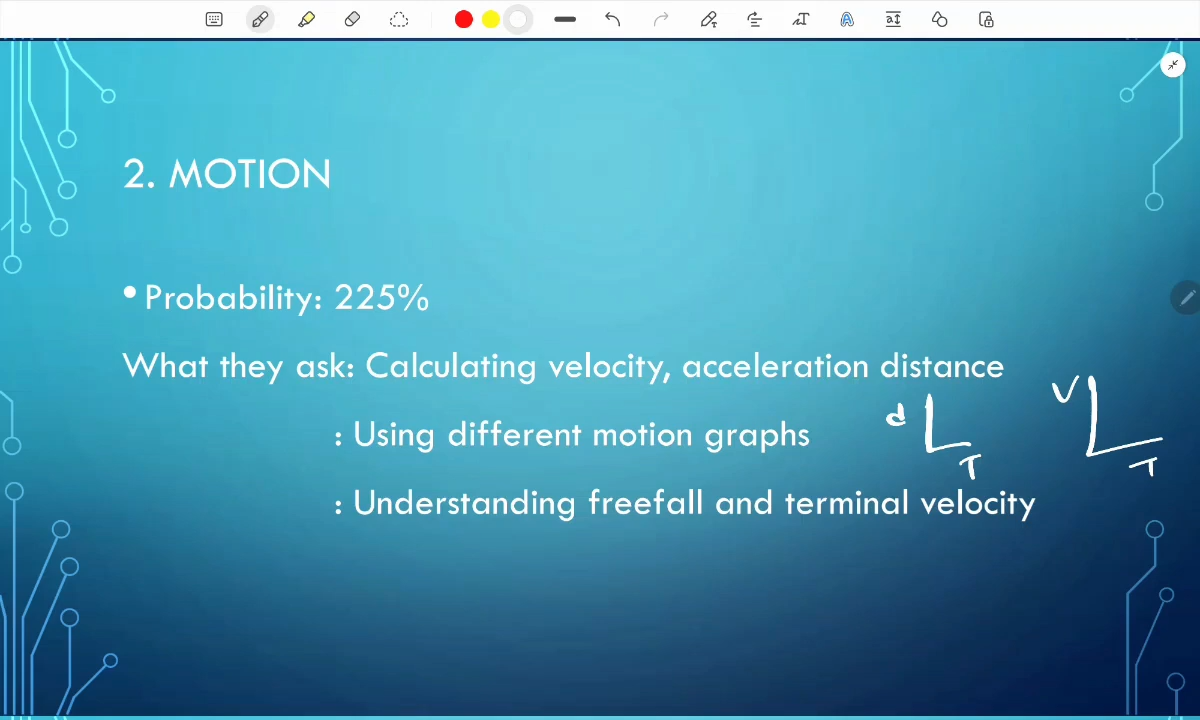 2. MOTION
• Probability: 225%
What they ask: Calculating velocity, acceleration distance
: Using different motion graphs
d T
V T
: Understanding freefall and terminal velocity